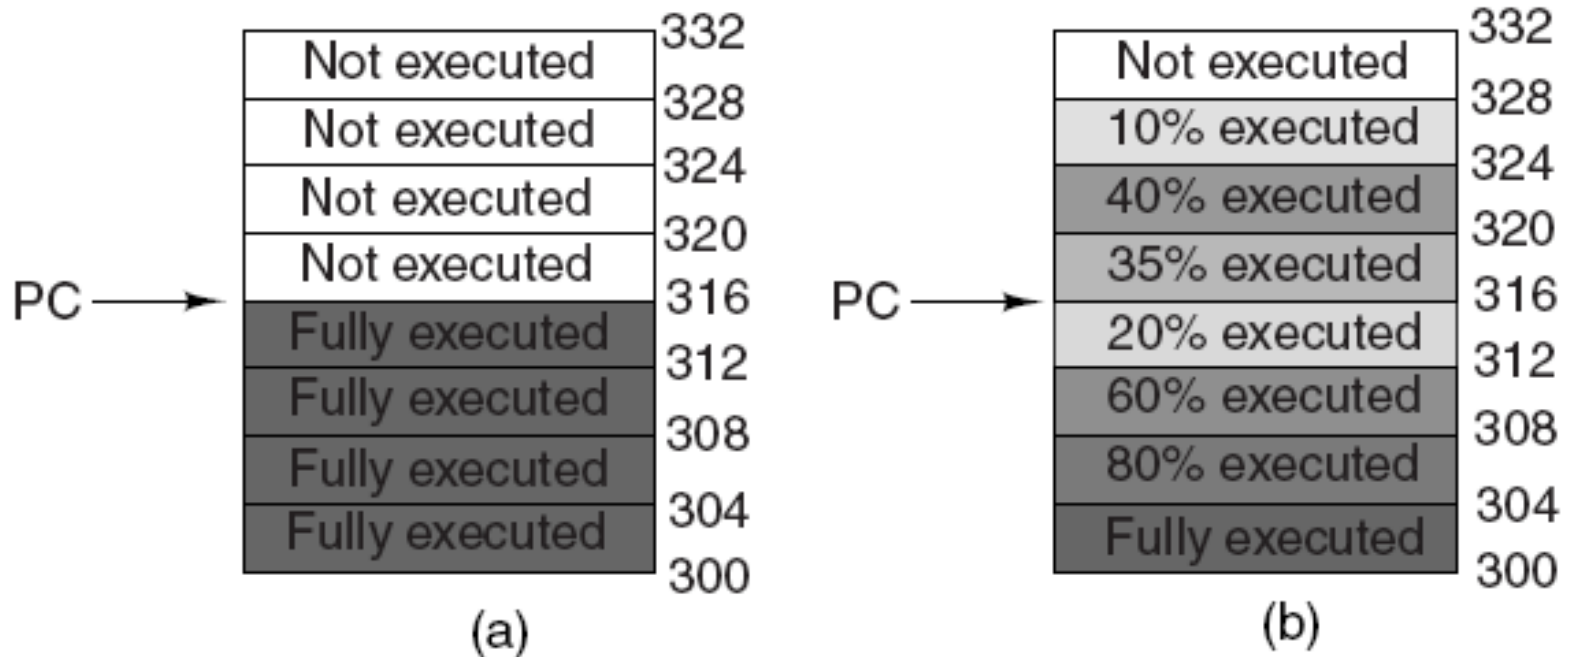 332
Not executed
328
Not executed
324
Not executed
320
Not executed
PC
316
Fully executed
312
Fully executed
308
Fully executed
304
Fully executed
300
(a)
332
Not executed
328
10% executed
324
40% executed
320
35% executed
PC
316
20% executed
312
60% executed
308
80% executed
304
Fully executed
300
(b)